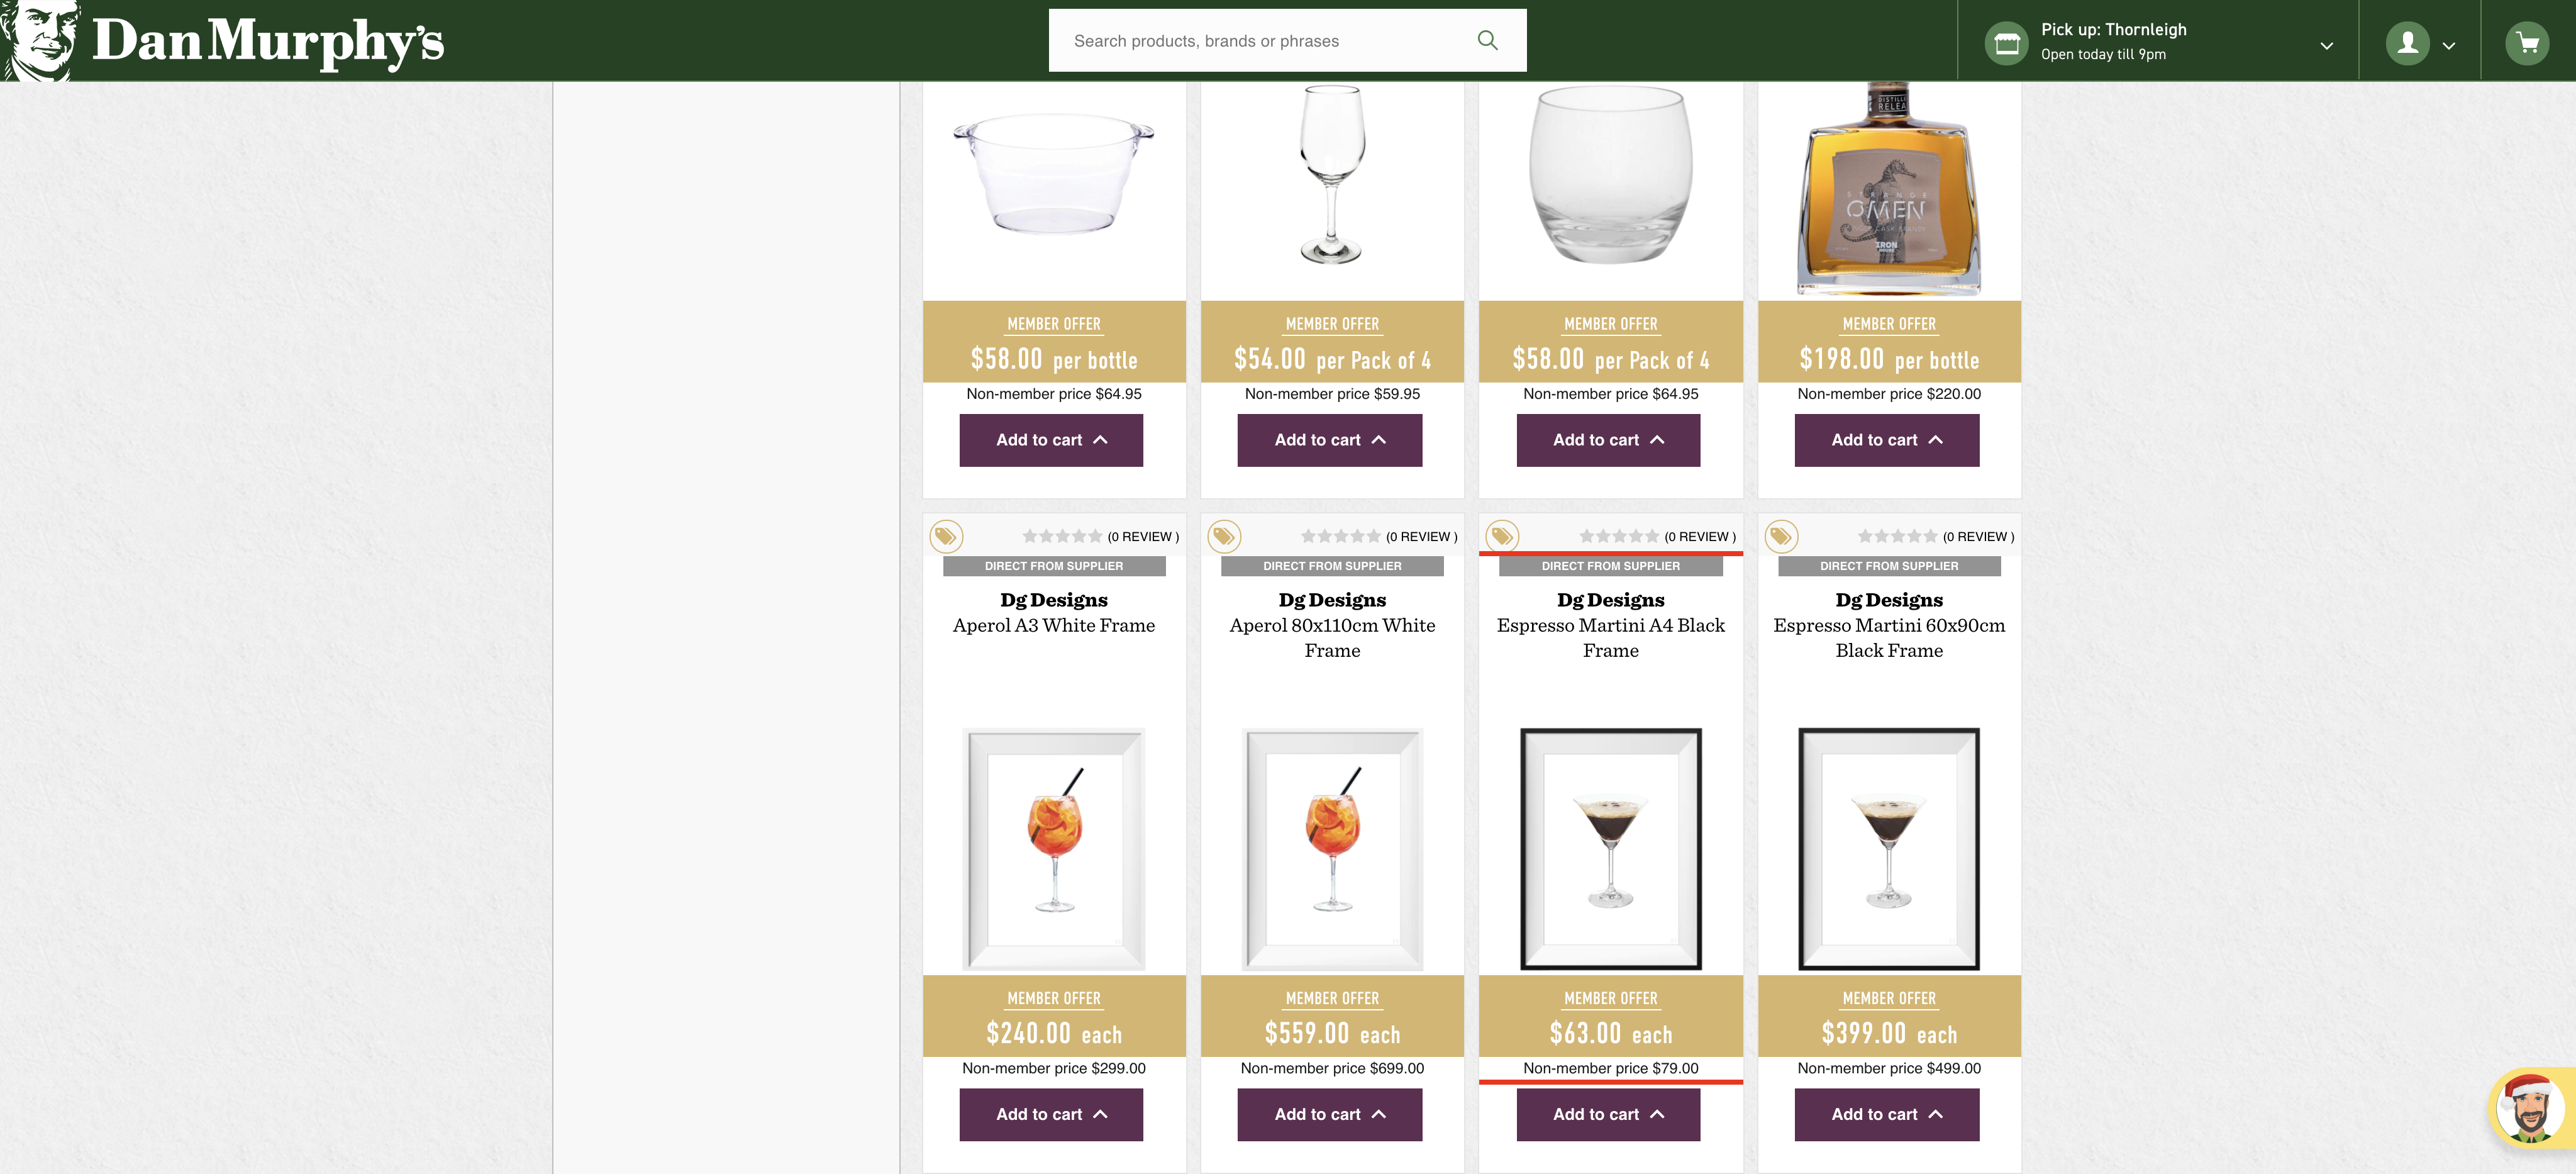 Dan Murphy's
Search products, brands or phrases
Pick up: Thornleigh
Open today till 9pm
DISTILL
RELEA
STRANGE
OMEN
CASK BRANDY
IRON
MEMBER OFFER
$58.00 per bottle
Non-member price $64.95
Add to cart
MEMBER OFFER
$54.00 per Pack of 4
Non-member price $59.95
Add to cart
MEMBER OFFER
$58.00 per Pack of 4
Non-member price $64.95
Add to cart
MEMBER OFFER
$198.00 per bottle
Non-member price $220.00
Add to cart
(0 REVIEW )
DIRECT FROM SUPPLIER
Dg Designs
Aperol A3 White Frame
MEMBER OFFER
$240.00 each
Non-member price $299.00
Add to cart
(0 REVIEW )
DIRECT FROM SUPPLIER
Dg Designs
Aperol 80x110cm White
Frame
MEMBER OFFER
$559.00 each
Non-member price $699.00
Add to cart
(0 REVIEW )
DIRECT FROM SUPPLIER
Dg Designs
Espresso Martini A4 Black
Frame
MEMBER OFFER
$63.00 each
Non-member price $79.00
Add to cart
(0 REVIEW )
DIRECT FROM SUPPLIER
Dg Designs
Espresso Martini 60x90cm
Black Frame
MEMBER OFFER
$399.00 each
Non-member price $499.00
Add to cart